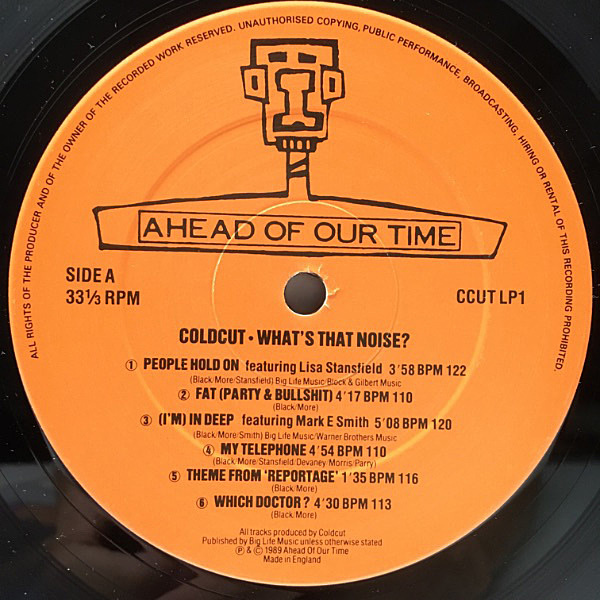 ALL RIGHTS OF THE PRODUCER AND OF THE OWNER OF THE RECORDED WORK RESERVED. UNAUTHORISED COPYING, PUBLIC PERFORMANCE, BROADCASTING, HIRING OR RENTAL OF THIS RECORDING PROHIBITED.
AHEAD OF OUR TIME
SIDE A
33⅓ RPM
CCUT LP1
COLDCUT • WHAT'S THAT NOISE?
① PEOPLE HOLD ON featuring Lisa Stansfield 3'58 BPM 122
(Black/More/Stansfield) Big Life Music/Block & Gilbert Music
② FAT (PARTY & BULLSHIT) 4'17 BPM 110
(Black/More)
③ (I'M) IN DEEP featuring Mark E Smith 5'08 BPM 120
(Black/More/Smith) Big Life Music/Warner Brothers Music
④ MY TELEPHONE 4'54 BPM 110
(Black/More/Stansfield/Devaney/Morris/Parry)
⑤ THEME FROM 'REPORTAGE' 1'35 BPM 116
(Black/More)
⑥ WHICH DOCTOR? 4'30 BPM 113
(Black/More)
All tracks produced by Coldcut
Published by Big Life Music unless otherwise stated
℗ & © 1989 Ahead Of Our Time
Made in England